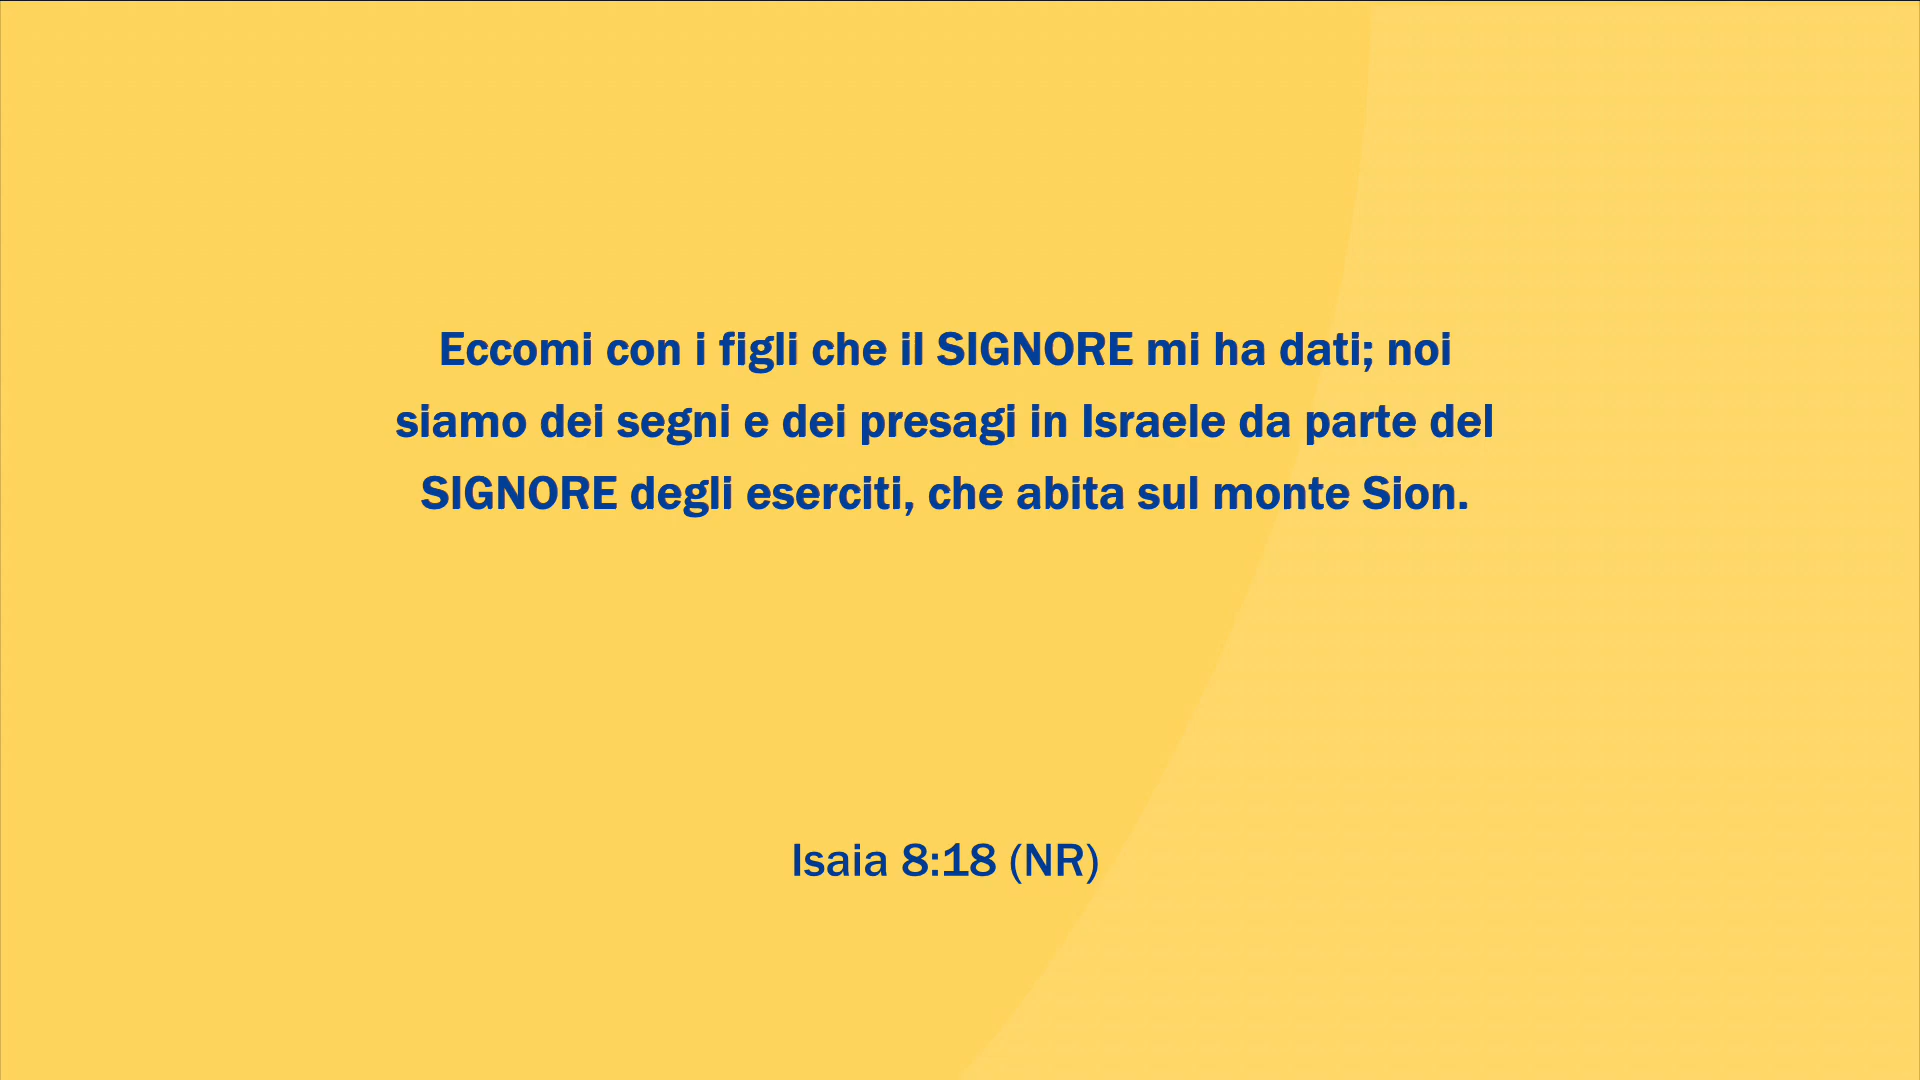 Eccomi con i figli che il SIGNORE mi ha dati; noi
siamo dei segni e dei presagi in Israele da parte del
SIGNORE degli eserciti, che abita sul monte Sion.
Isaia 8:18 (NR)